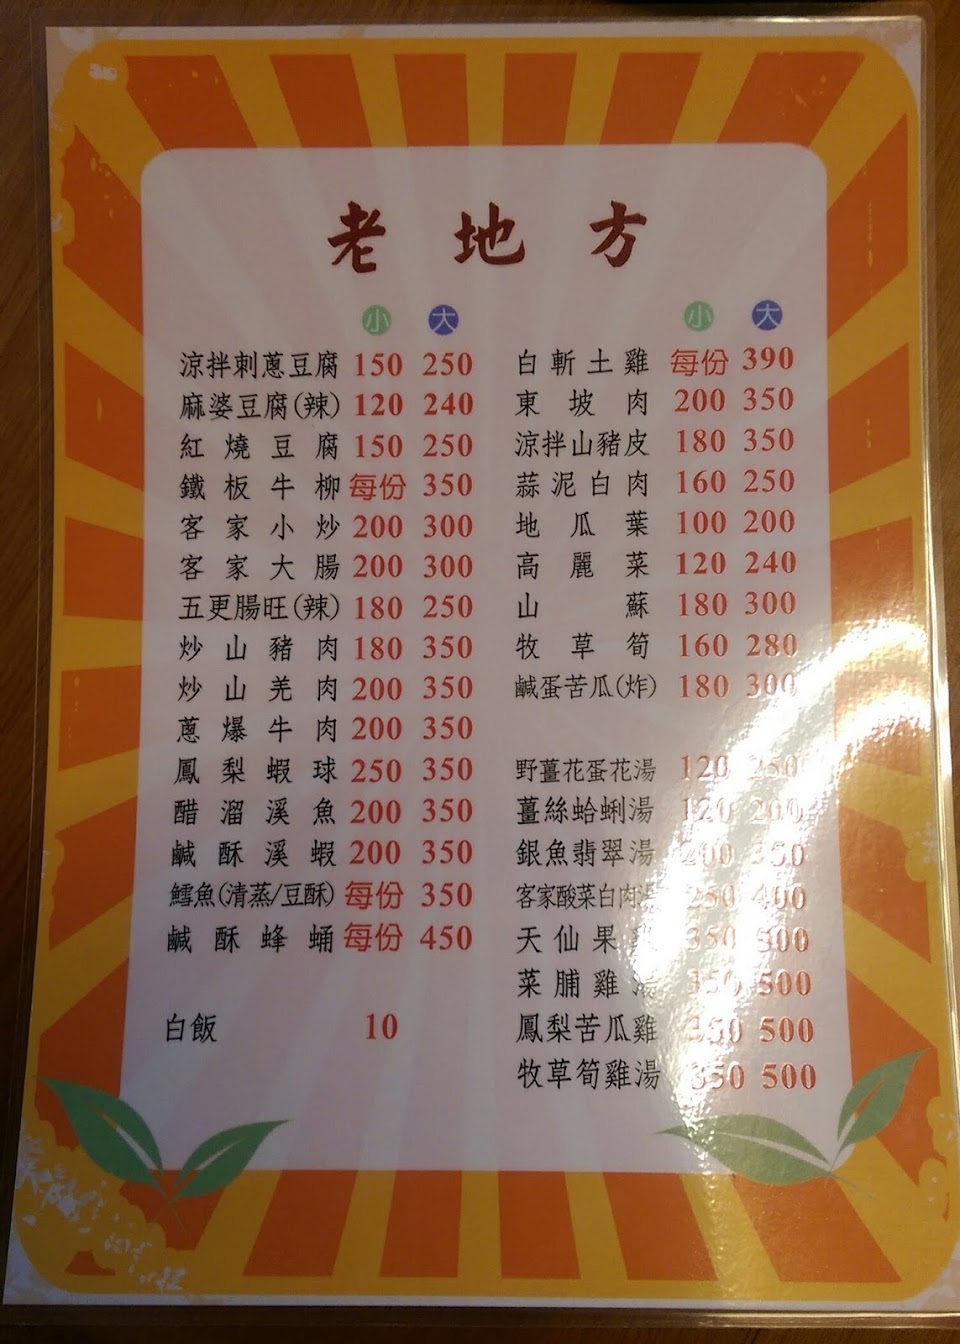 老地方
小 大
涼拌刺蔥豆腐 150 250
麻婆豆腐(辣) 120 240
紅燒豆腐 150 250
鐵板牛柳 每份 350
客家小炒 200 300
客家大腸 200 300
五更腸旺(辣) 180 250
炒山豬肉 180 350
炒山羌肉 200 350
蔥爆牛肉 200 350
鳳梨蝦球 250 350
醋溜溪魚 200 350
鹹酥溪蝦 200 350
鱈魚(清蒸/豆酥) 每份 350
鹹酥蜂蛹 每份 450
白飯 10
小 大
白斬土雞 每份 390
東坡肉 200 350
涼拌山豬皮 180 350
蒜泥白肉 160 250
地瓜葉 100 200
高麗菜 120 240
山蘇 180 300
牧草筍 160 280
鹹蛋苦瓜(炸) 180 300
野薑花蛋花湯 120 250
薑絲蛤蜊湯 120 200
銀魚翡翠湯 200 350
客家酸菜白肉湯 250 400
天仙果 350 500
菜脯雞湯 350 500
鳳梨苦瓜雞 350 500
牧草筍雞湯 350 500